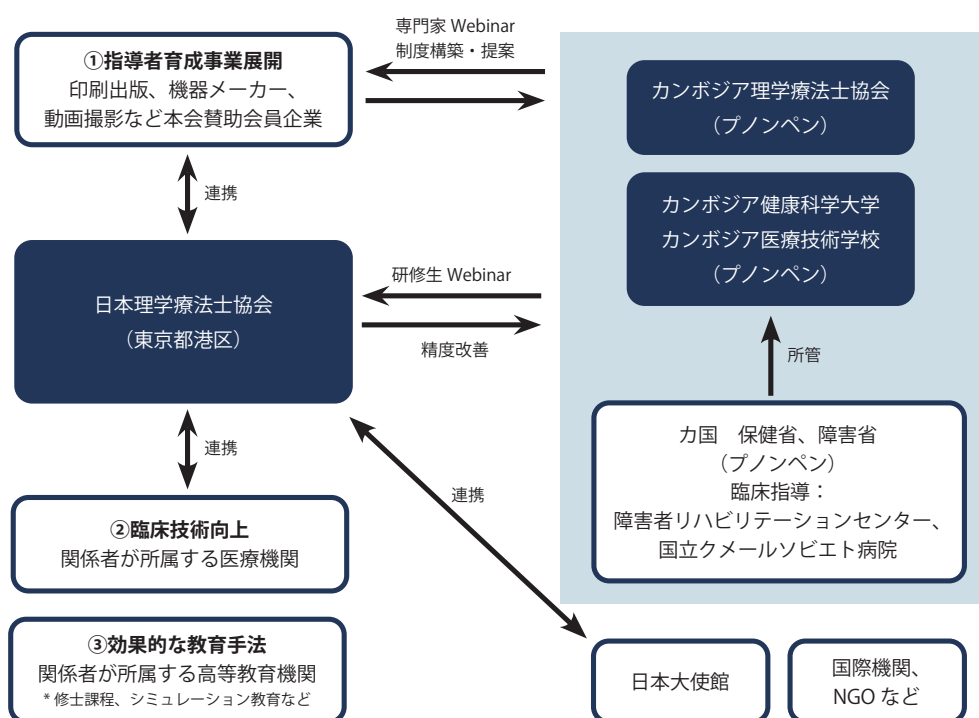 ①指導者育成事業展開
印刷出版、機器メーカー、
動画撮影など本会賛助会員企業
専門家 Webinar
制度構築・提案
カンボジア理学療法士協会
（プノンペン）
連携
カンボジア健康科学大学
カンボジア医療技術学校
（プノンペン）
日本理学療法士協会
（東京都港区）
研修生 Webinar
精度改善
所管
連携
カ国　保健省、障害省
（プノンペン）
臨床指導：
障害者リハビリテーションセンター、
国立クメールソビエト病院
連携
②臨床技術向上
関係者が所属する医療機関
③効果的な教育手法
関係者が所属する高等教育機関
* 修士課程、シミュレーション教育など
日本大使館
国際機関、
NGO など